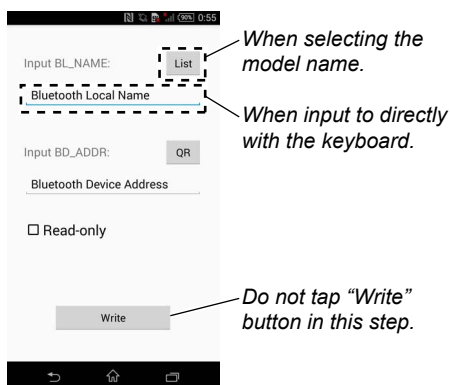 90% 0:55
Input BL_NAME:
List
Bluetooth Local Name
Input BD_ADDR:
QR
Bluetooth Device Address
Read-only
Write
When selecting the
model name.
When input to directly
with the keyboard.
Do not tap “Write”
button in this step.